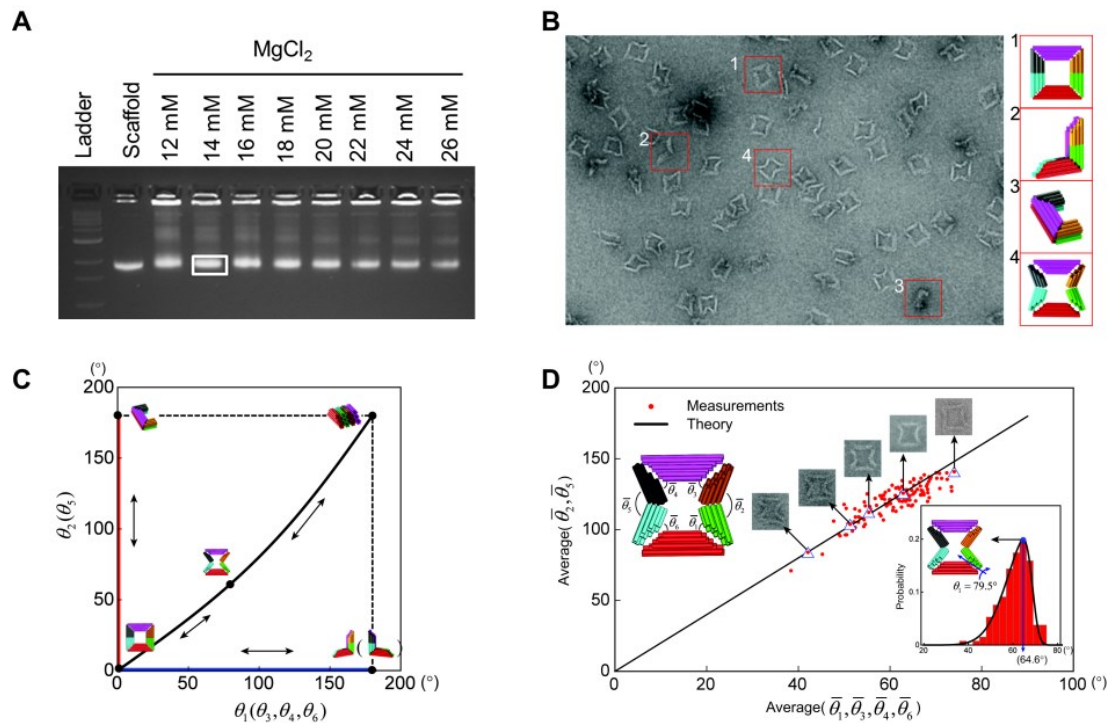 A
MgCl₂
Ladder
Scaffold
12 mM
14 mM
16 mM
18 mM
20 mM
22 mM
24 mM
26 mM
B
1
2
3
4
1
2
3
4
C
(°)
200
150
100
50
0
0 50 100 150 200 (°)
θ₂(θ₅)
θ₁(θ₃,θ₄,θ₆)
( )
D
(°)
200
150
100
50
0
0 20 40 60 80 100 (°)
Average(θ̄₂,θ̄₅)
Average(θ̄₁,θ̄₃,θ̄₄,θ̄₆)
Measurements
Theory
θ̄₄ θ̄₃
θ̄₅ θ̄₂
θ̄₆ θ̄₁
Probability
0.2
0.1
0
20 40 60 80 (°)
θ₁ = 79.5°
(64.6°)